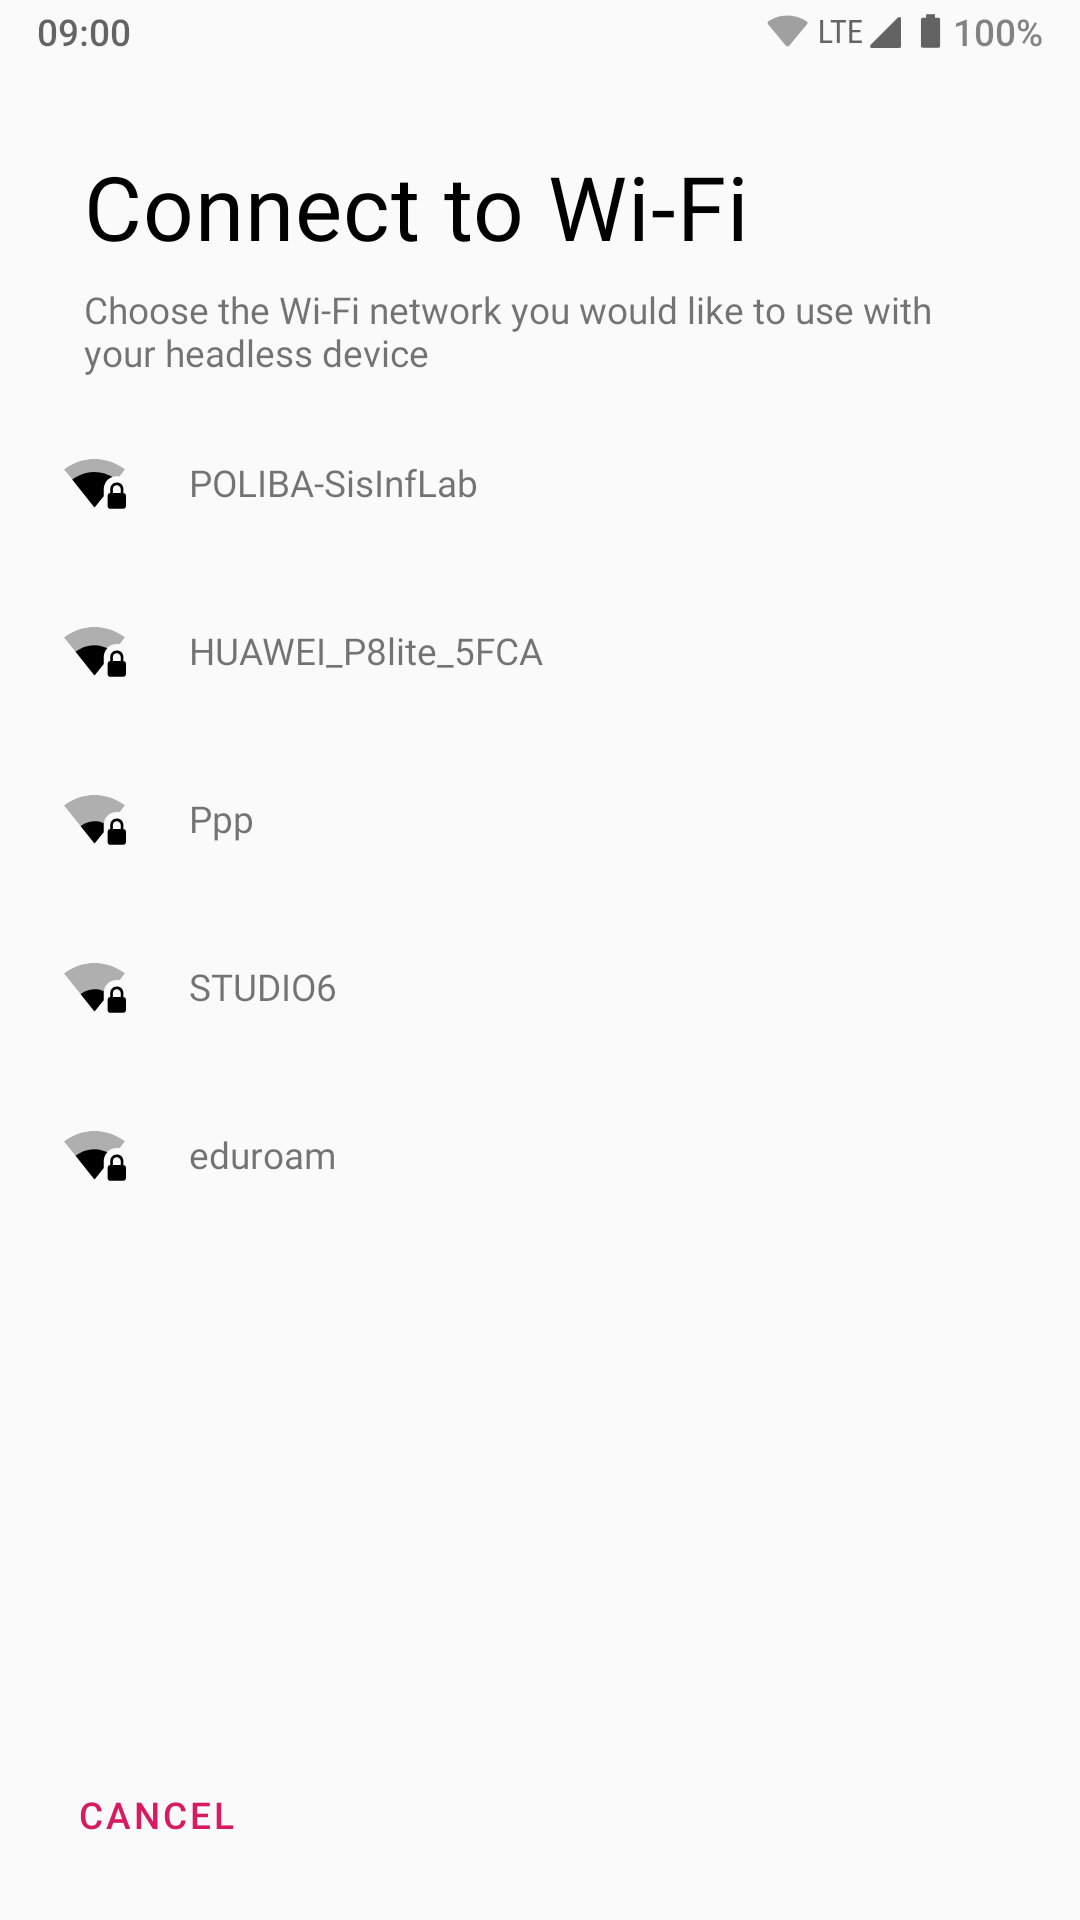 09:00 LTE 100%
Connect to Wi-Fi
Choose the Wi-Fi network you would like to use with
your headless device
POLIBA-SisInfLab
HUAWEI_P8lite_5FCA
Ppp
STUDIO6
eduroam
CANCEL